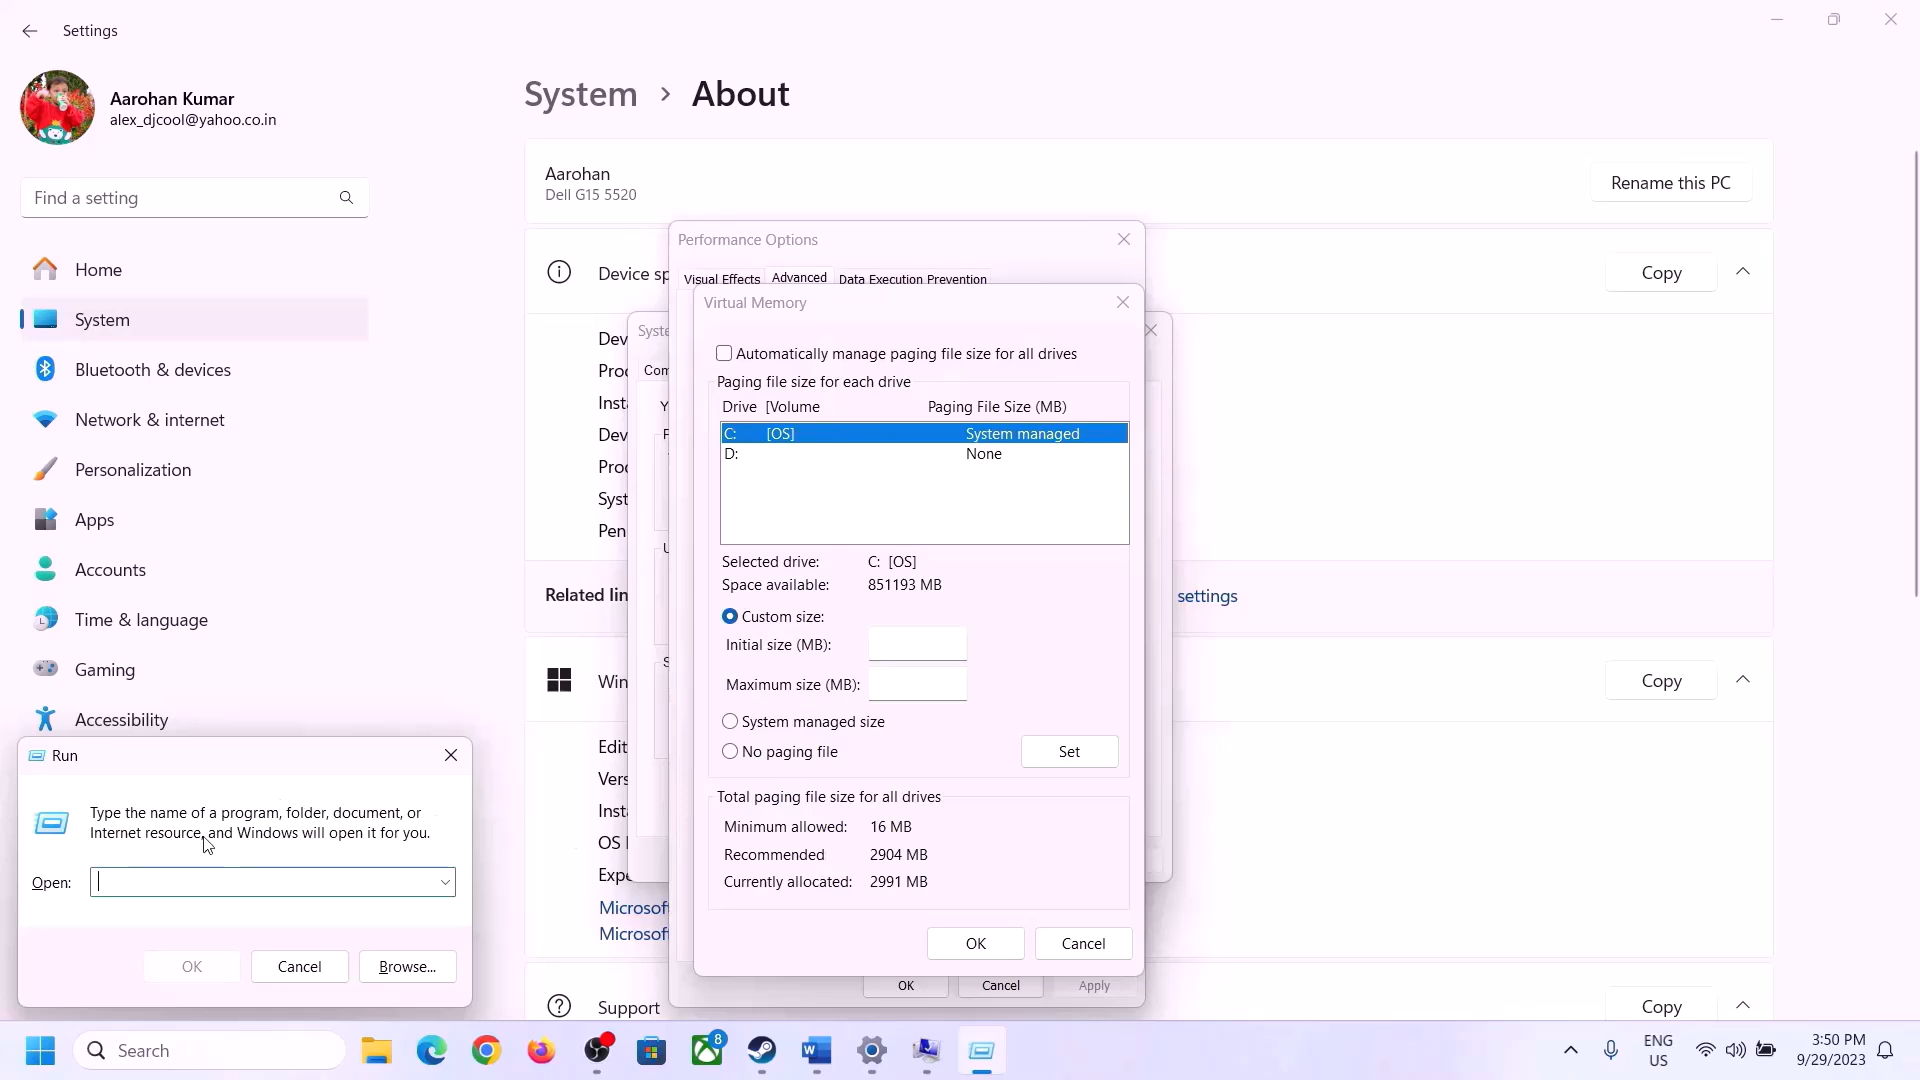 Settings
Aarohan Kumar
alex_djcool@yahoo.co.in
Find a setting
Home
System
Bluetooth & devices
Network & internet
Personalization
Apps
Accounts
Time & language
Gaming
Accessibility
System > About
Aarohan
Dell G15 5520
Rename this PC
Copy
Related
settings
Copy
Microsoft
Microsoft
Support
Copy
Performance Options
Visual Effects
Advanced
Data Execution Prevention
OK
Cancel
Apply
Virtual Memory
Automatically manage paging file size for all drives
Paging file size for each drive
Drive [Volume Paging File Size (MB)
C: [OS] System managed
D: None
Selected drive: C: [OS]
Space available: 851193 MB
Custom size:
Initial size (MB):
Maximum size (MB):
System managed size
No paging file
Set
Total paging file size for all drives
Minimum allowed: 16 MB
Recommended 2904 MB
Currently allocated: 2991 MB
OK
Cancel
Run
Type the name of a program, folder, document, or
Internet resource, and Windows will open it for you.
Open:
OK
Cancel
Browse...
Search
8
ENG
US
3:50 PM
9/29/2023